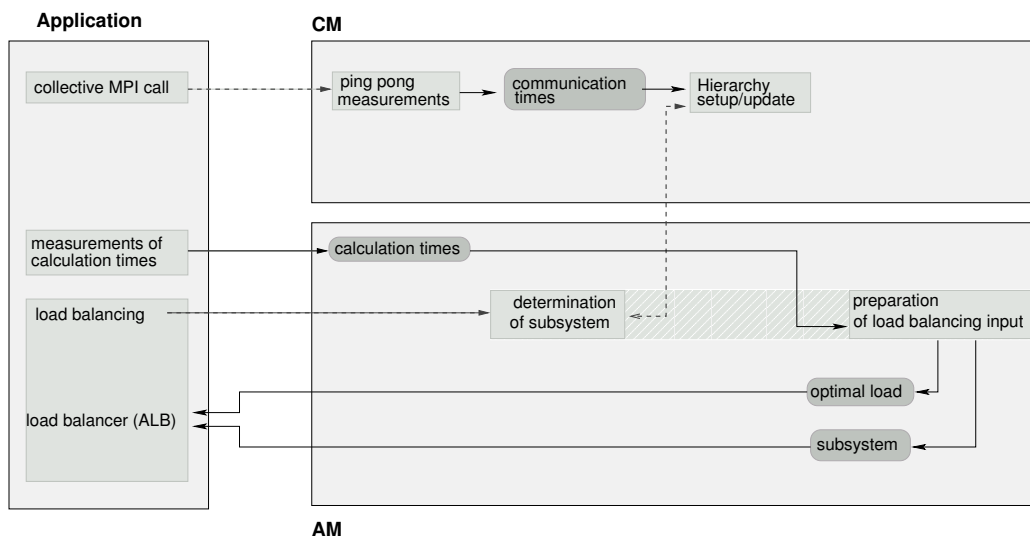 Application
CM
collective MPI call
ping pong
measurements
communication
times
Hierarchy
setup/update
measurements of
calculation times
calculation times
load balancing
determination
of subsystem
preparation
of load balancing input
optimal load
load balancer (ALB)
subsystem
AM